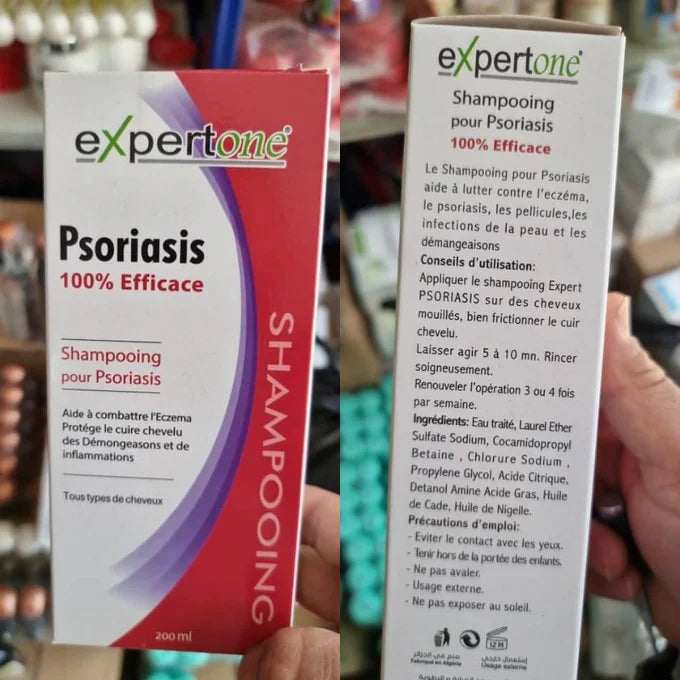 expertone
Psoriasis
100% Efficace
Shampooing
pour Psoriasis
Aide à combattre l'Eczema
Protége le cuire chevelu
des Démongeasons et de
inflammations
Tous types de cheveux
SHAMPOOING
200 ml
expertone
Shampooing
pour Psoriasis
100% Efficace
Le Shampooing pour Psoriasis
aide à lutter contre l'eczéma,
le psoriasis, les pellicules,les
infections de la peau et les
démangeaisons
Conseils d'utilisation:
Appliquer le shampooing Expert
PSORIASIS sur des cheveux
mouillés, bien frictionner le cuir
chevelu.
Laisser agir 5 à 10 mn. Rincer
soigneusement.
Renouveler l'opération 3 ou 4 fois
par semaine.
Ingrédients: Eau traité, Laurel Ether
Sulfate Sodium, Cocamidopropyl
Betaine , Chlorure Sodium ,
Propylene Glycol, Acide Citrique,
Detanol Amine Acide Gras, Huile
de Cade, Huile de Nigelle.
Précautions d'emploi:
- Eviter le contact avec les yeux.
- Tenir hors de la portée des enfants.
- Ne pas avaler.
- Usage externe.
- Ne pas exposer au soleil.
12M
صنع في الجزائر
Fabriqué en Algérie
إستعمال خارجي
Usage externe